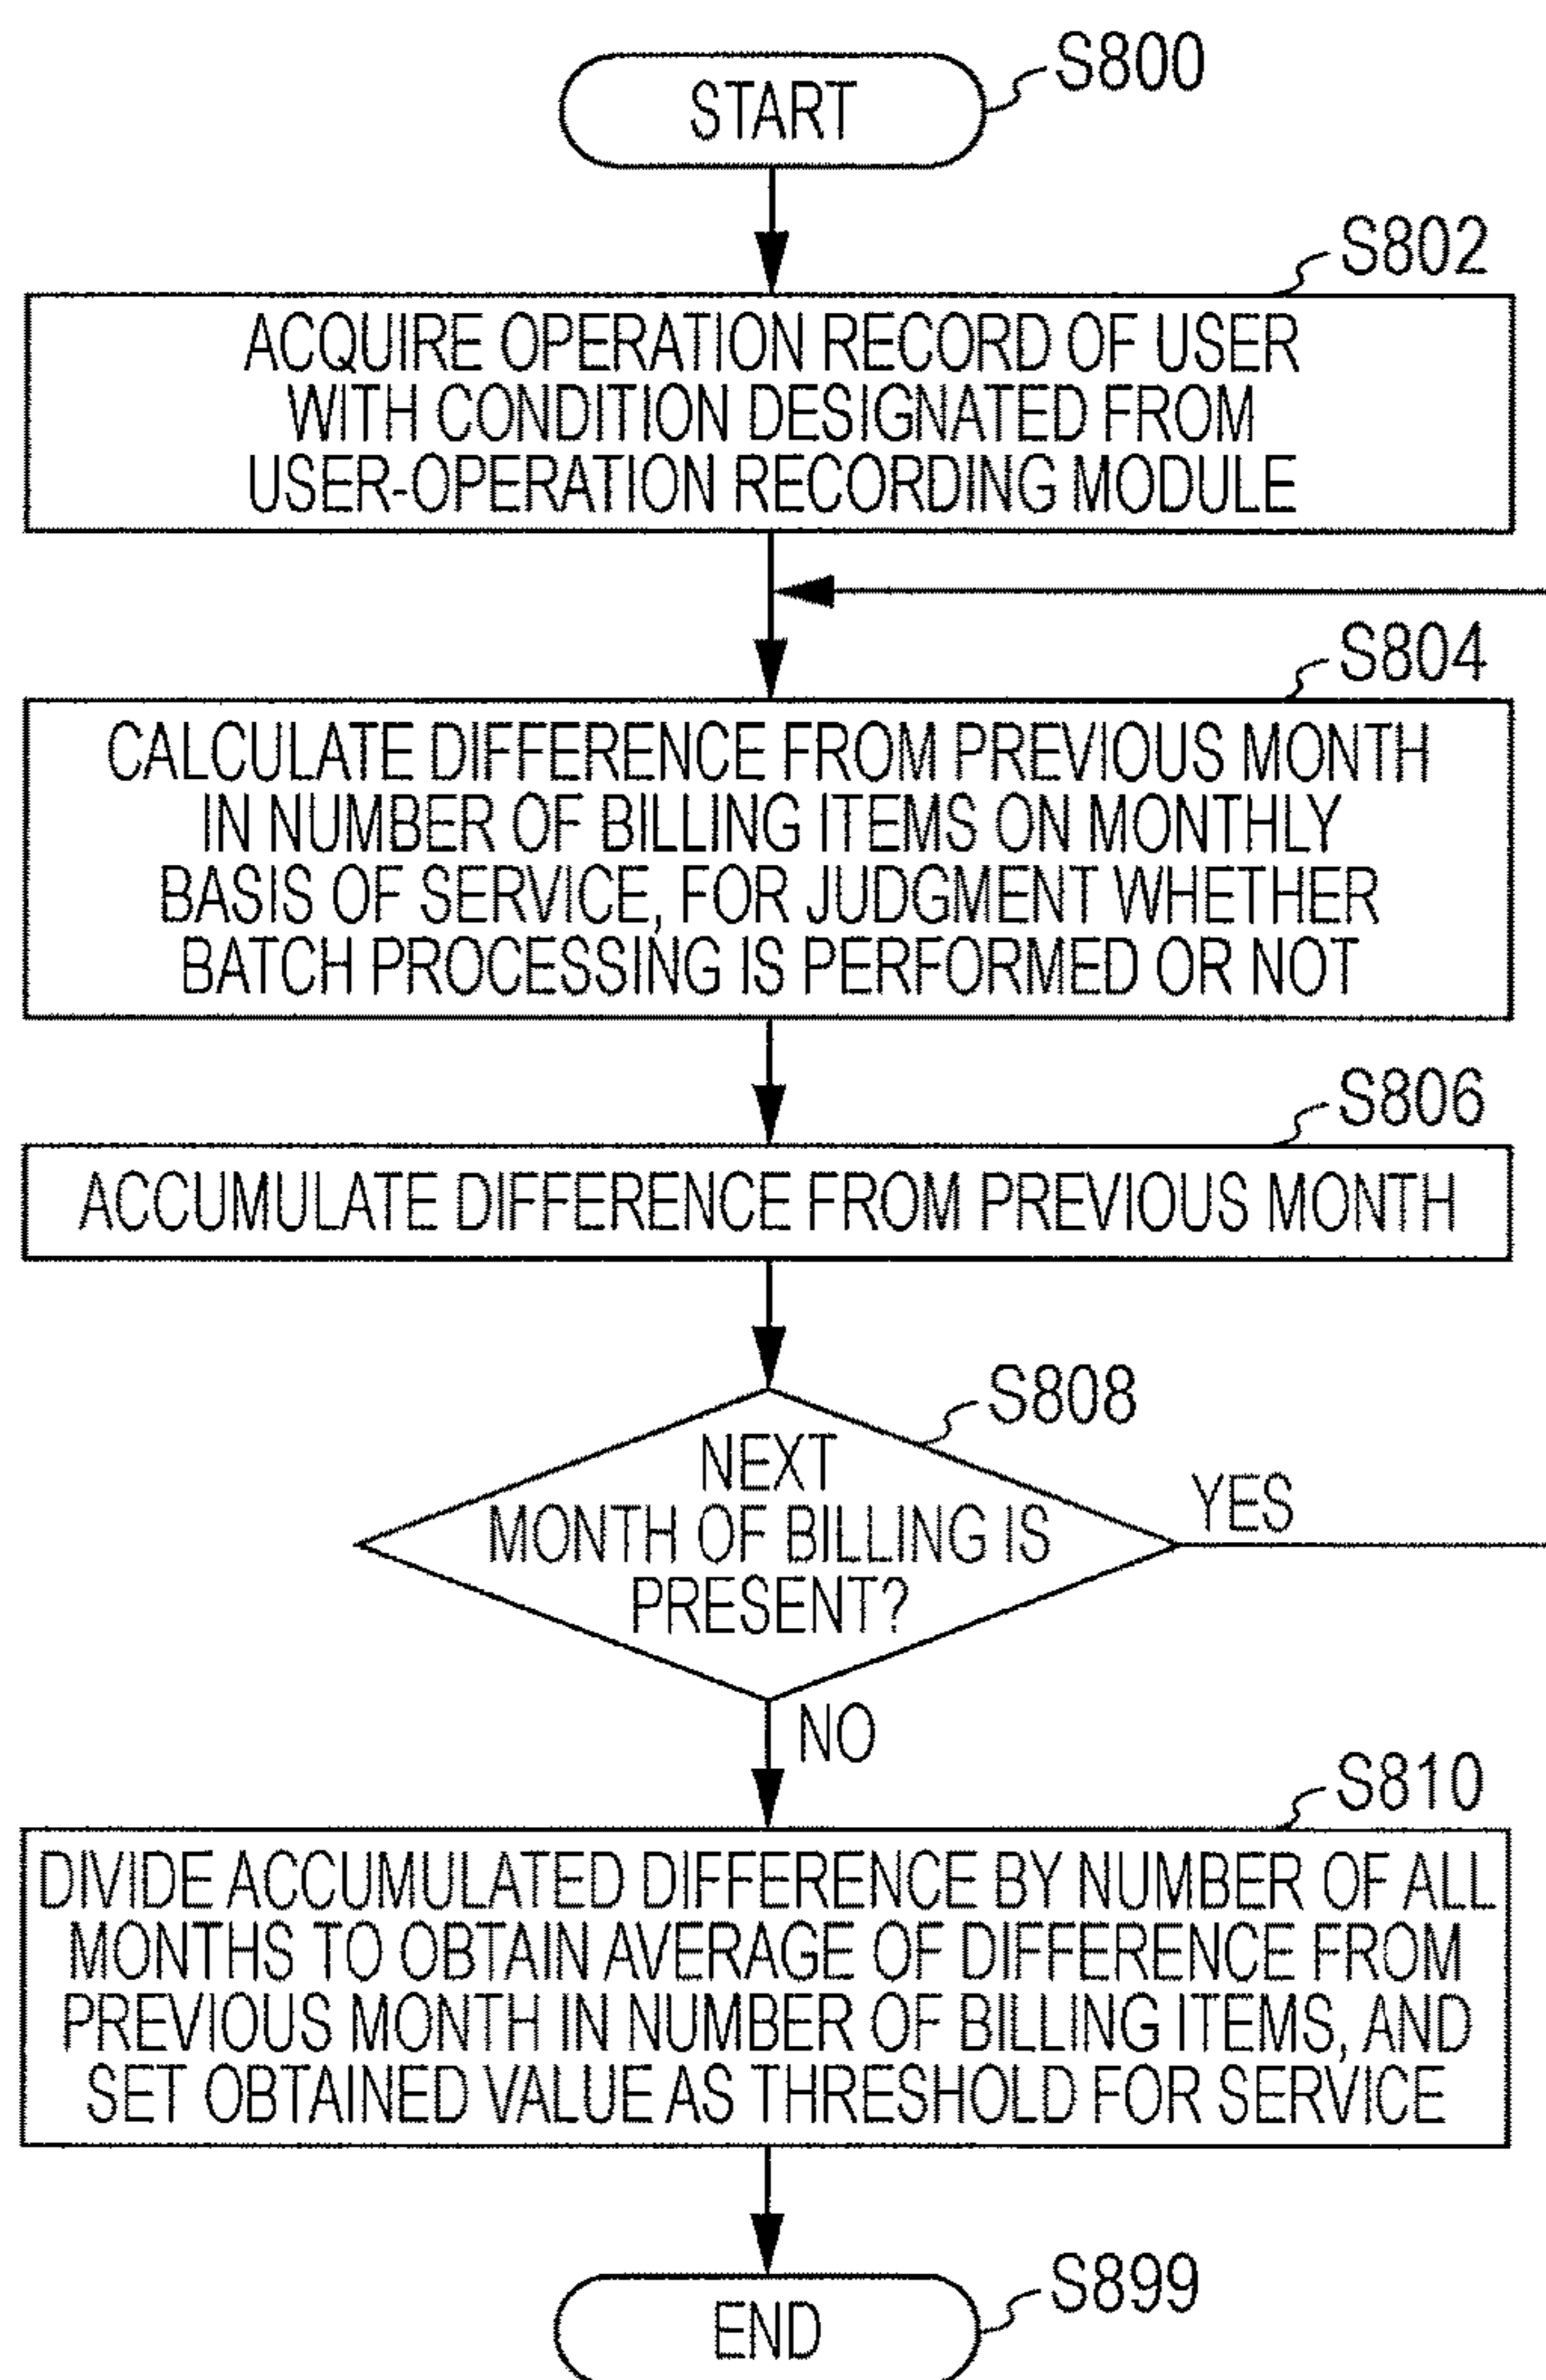 START
S800
S802
ACQUIRE OPERATION RECORD OF USER
WITH CONDITION DESIGNATED FROM
USER-OPERATION RECORDING MODULE
S804
CALCULATE DIFFERENCE FROM PREVIOUS MONTH
IN NUMBER OF BILLING ITEMS ON MONTHLY
BASIS OF SERVICE, FOR JUDGMENT WHETHER
BATCH PROCESSING IS PERFORMED OR NOT
S806
ACCUMULATE DIFFERENCE FROM PREVIOUS MONTH
S808
NEXT
MONTH OF BILLING IS
PRESENT?
YES
NO
S810
DIVIDE ACCUMULATED DIFFERENCE BY NUMBER OF ALL
MONTHS TO OBTAIN AVERAGE OF DIFFERENCE FROM
PREVIOUS MONTH IN NUMBER OF BILLING ITEMS, AND
SET OBTAINED VALUE AS THRESHOLD FOR SERVICE
S899
END